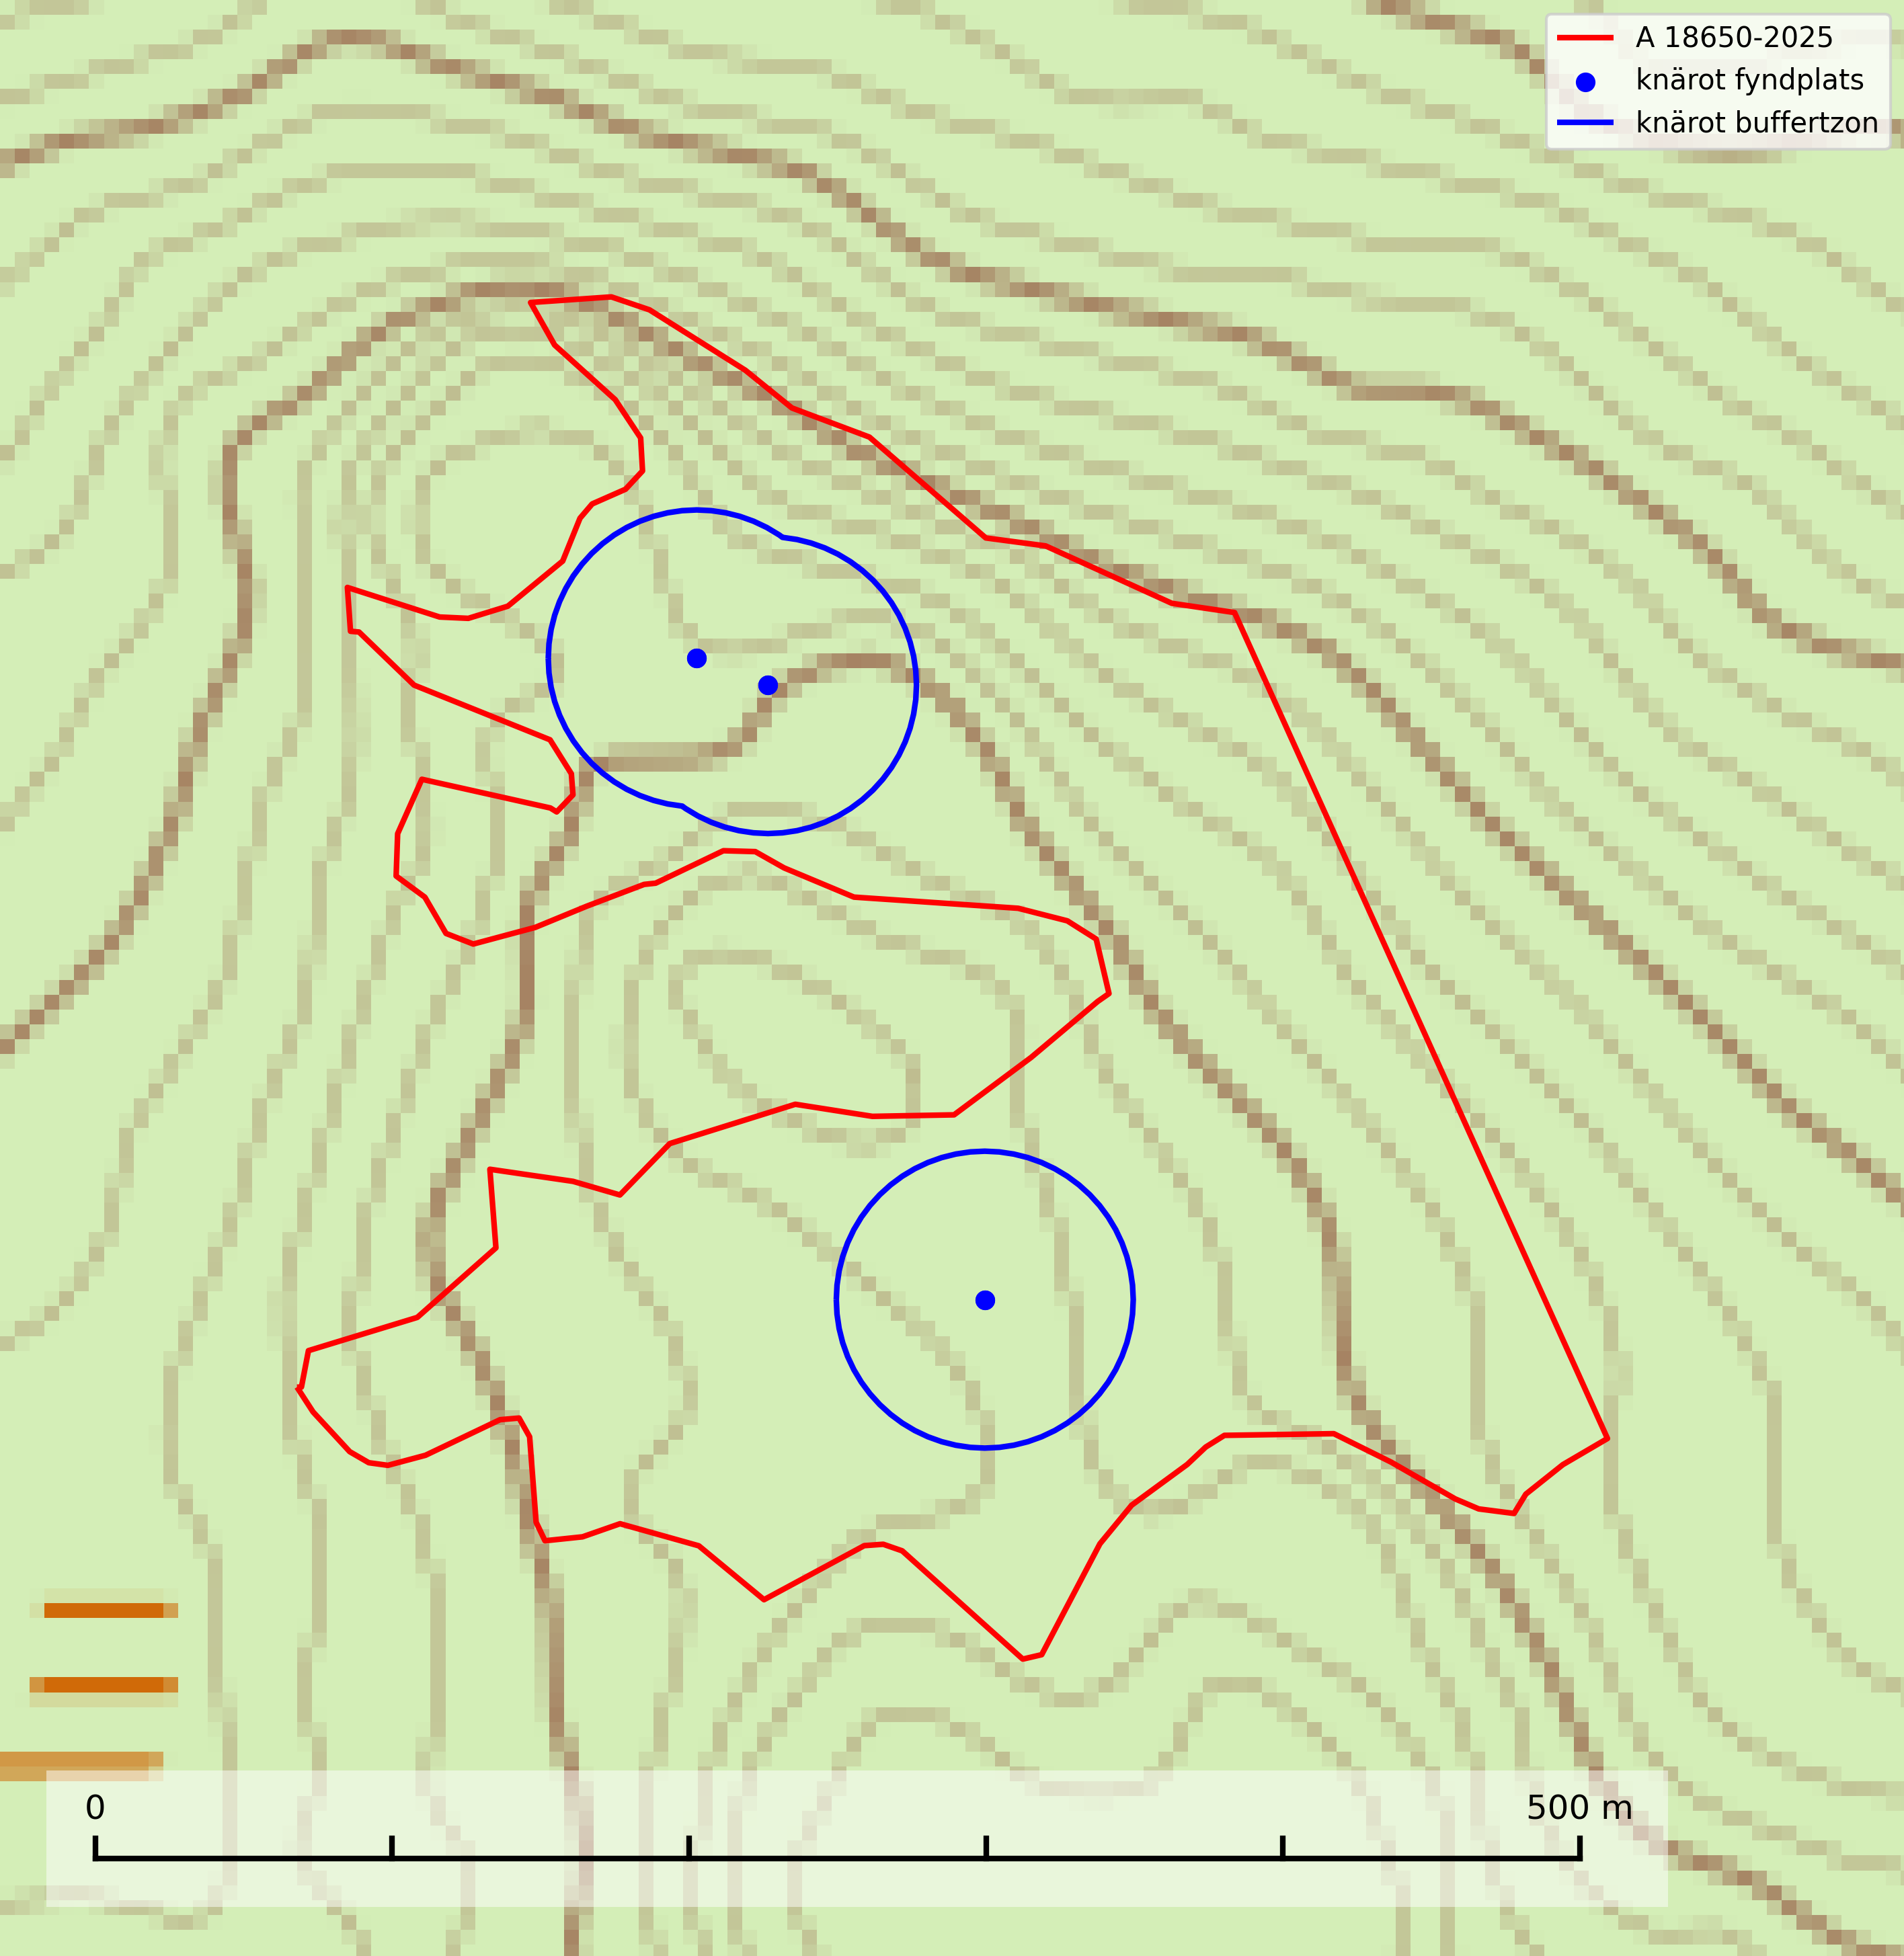 A 18650-2025
knärot fyndplats
knärot buffertzon
0
500 m